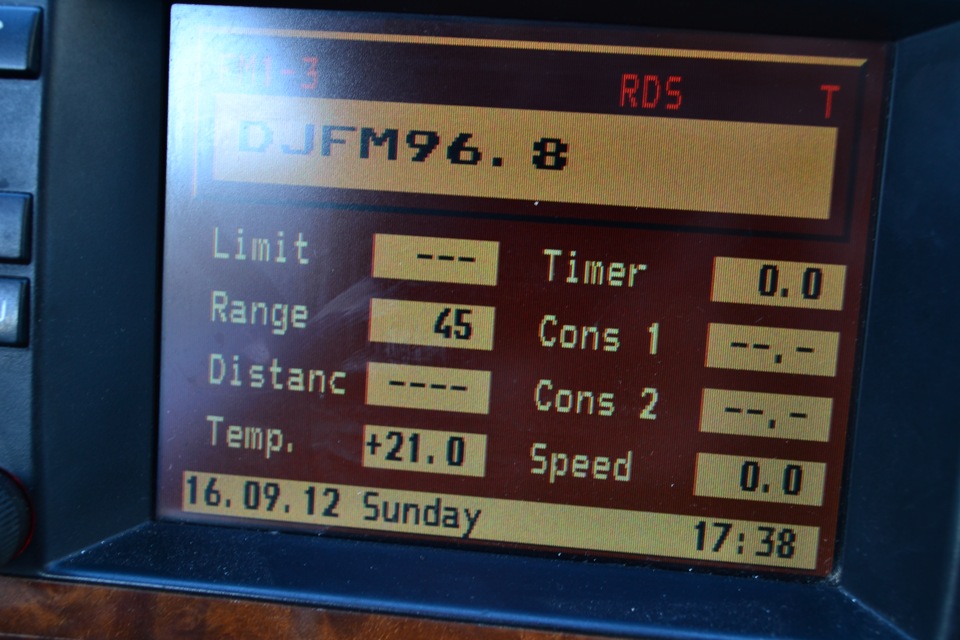 M1-3 RDS T
DJFM96.8
Limit --- Timer 0.0
Range 45 Cons 1 --.-
Distanc ---- Cons 2 --.-
Temp. +21.0 Speed 0.0
16.09.12 Sunday 17:38